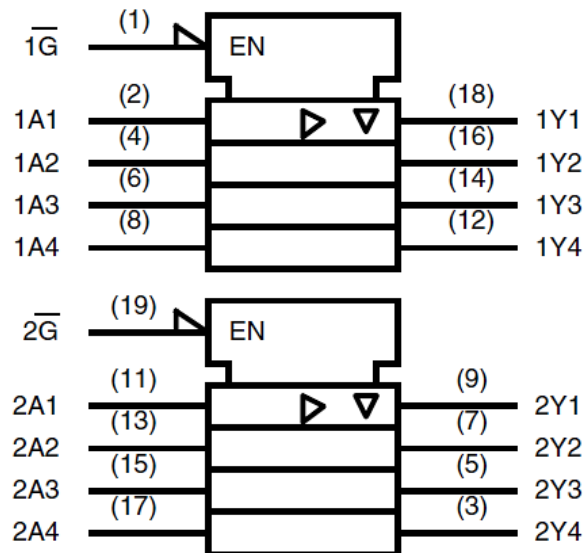 1G̅ (1) EN
1A1 (2) (18) 1Y1
1A2 (4) (16) 1Y2
1A3 (6) (14) 1Y3
1A4 (8) (12) 1Y4
2G̅ (19) EN
2A1 (11) (9) 2Y1
2A2 (13) (7) 2Y2
2A3 (15) (5) 2Y3
2A4 (17) (3) 2Y4